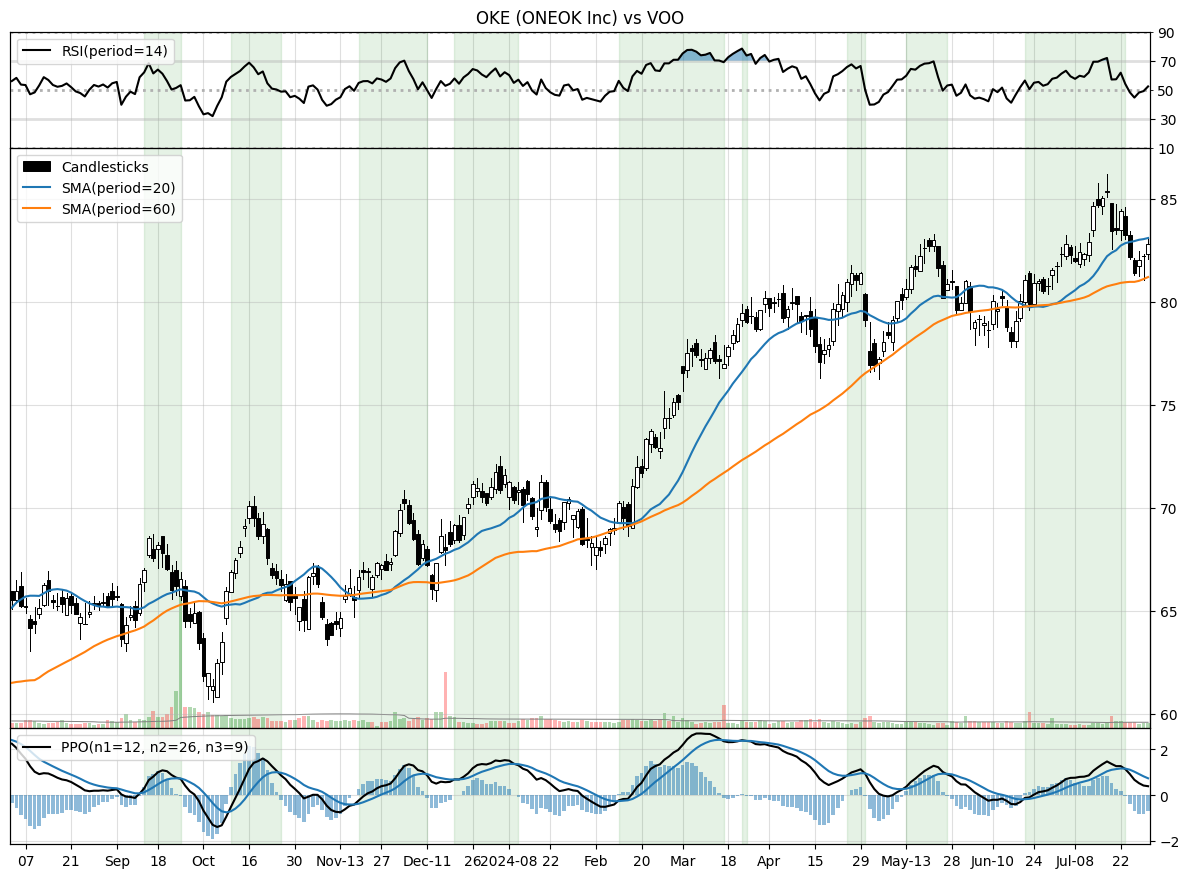 OKE (ONEOK Inc) vs VOO
RSI(period=14)
90
70
50
30
10
Candlesticks
SMA(period=20)
SMA(period=60)
85
80
75
70
65
60
PPO(n1=12, n2=26, n3=9)
2
0
−2
07 21 Sep 18 Oct 16 30 Nov-13 27 Dec-11 26 2024-08 22 Feb 20 Mar 18 Apr 15 29 May-13 28 Jun-10 24 Jul-08 22